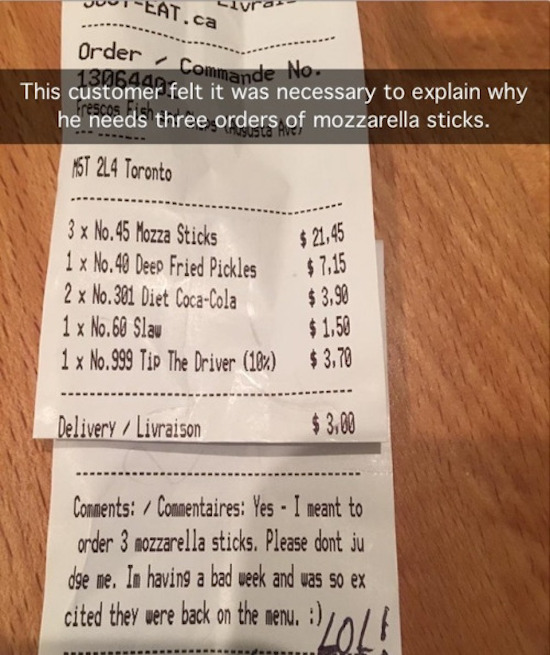 -EAT.ca
Order - Commande No.
This customer felt it was necessary to explain why
he needs three orders of mozzarella sticks.
M5T 2L4 Toronto
3 x No.45 Mozza Sticks $ 21,45
1 x No.40 Deep Fried Pickles $ 7,15
2 x No.301 Diet Coca-Cola $ 3,90
1 x No.60 Slaw $ 1,50
1 x No.999 Tip The Driver (10%) $ 3,70
Delivery / Livraison $ 3,00
Comments: / Commentaires: Yes - I meant to
order 3 mozzarella sticks. Please dont ju
dge me. Im having a bad week and was so ex
cited they were back on the menu. :)
LOL!